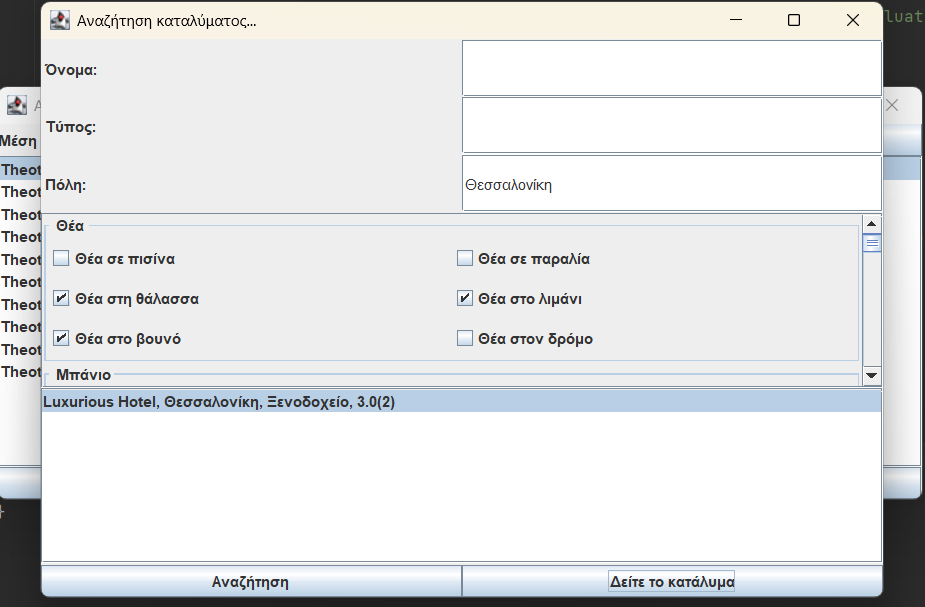 luat
Αναζήτηση καταλύματος...
Όνομα:
Μέση
Τύπος:
Theot
Πόλη:
Θεσσαλονίκη
Theot
Theot
Theot
Theot
Theot
Theot
Theot
Theot
Theot
Θέα
Θέα σε πισίνα
Θέα σε παραλία
Θέα στη θάλασσα
Θέα στο λιμάνι
Θέα στο βουνό
Θέα στον δρόμο
Μπάνιο
Luxurious Hotel, Θεσσαλονίκη, Ξενοδοχείο, 3.0(2)
Αναζήτηση
Δείτε το κατάλυμα